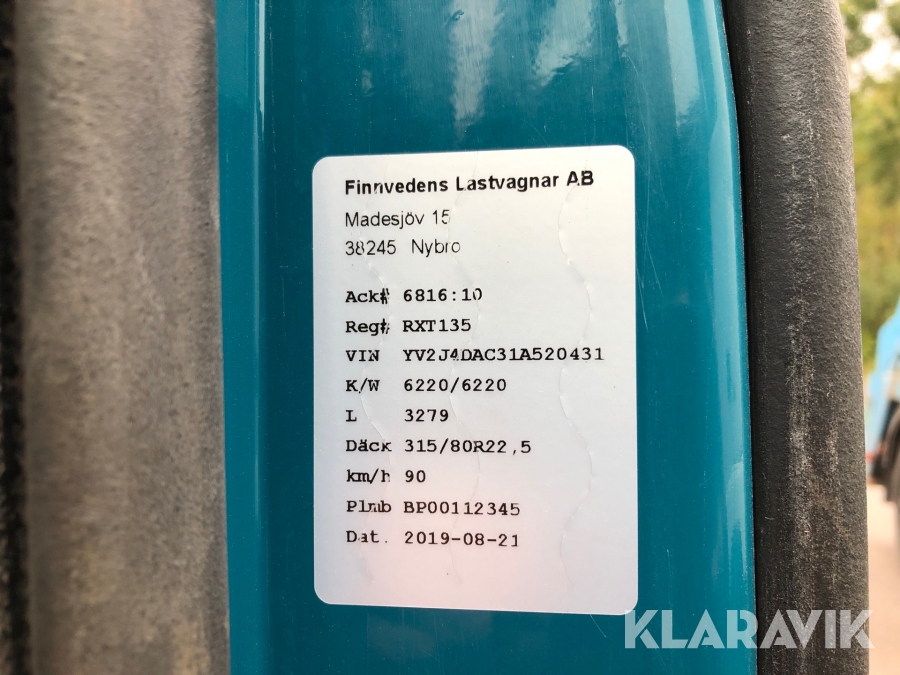 Finnvedens Lastvagnar AB
Madesjöv 15
38245 Nybro
Ack# 6816:10
Reg# RXT135
VIN YV2J4DAC31A520431
K/W 6220/6220
L 3279
Däck 315/80R22,5
km/h 90
Plmb BP00112345
Dat. 2019-08-21
KLARAVIK